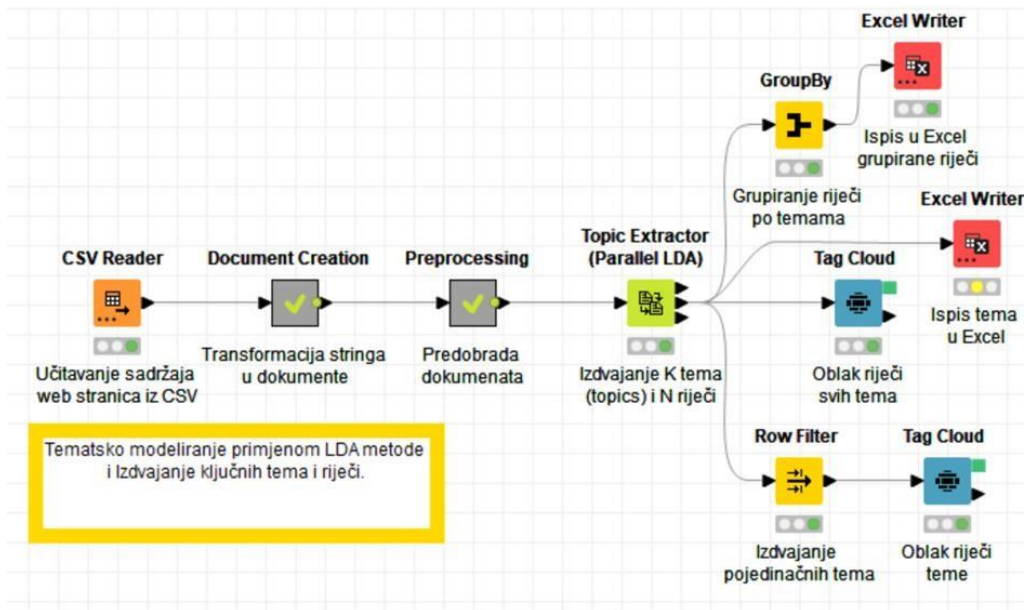 Excel Writer
GroupBy
Ispis u Excel
grupirane riječi
Grupiranje riječi
po temama
Excel Writer
Topic Extractor
(Parallel LDA)
CSV Reader
Document Creation
Preprocessing
Tag Cloud
Ispis tema
u Excel
Učitavanje sadržaja
web stranica iz CSV
Transformacija stringa
u dokumente
Predobrada
dokumenata
Izdvajanje K tema
(topics) i N riječi
Oblak riječi
svih tema
Tematsko modeliranje primjenom LDA metode
i Izdvajanje ključnih tema i riječi.
Row Filter
Tag Cloud
Izdvajanje
pojedinačnih tema
Oblak riječi
teme